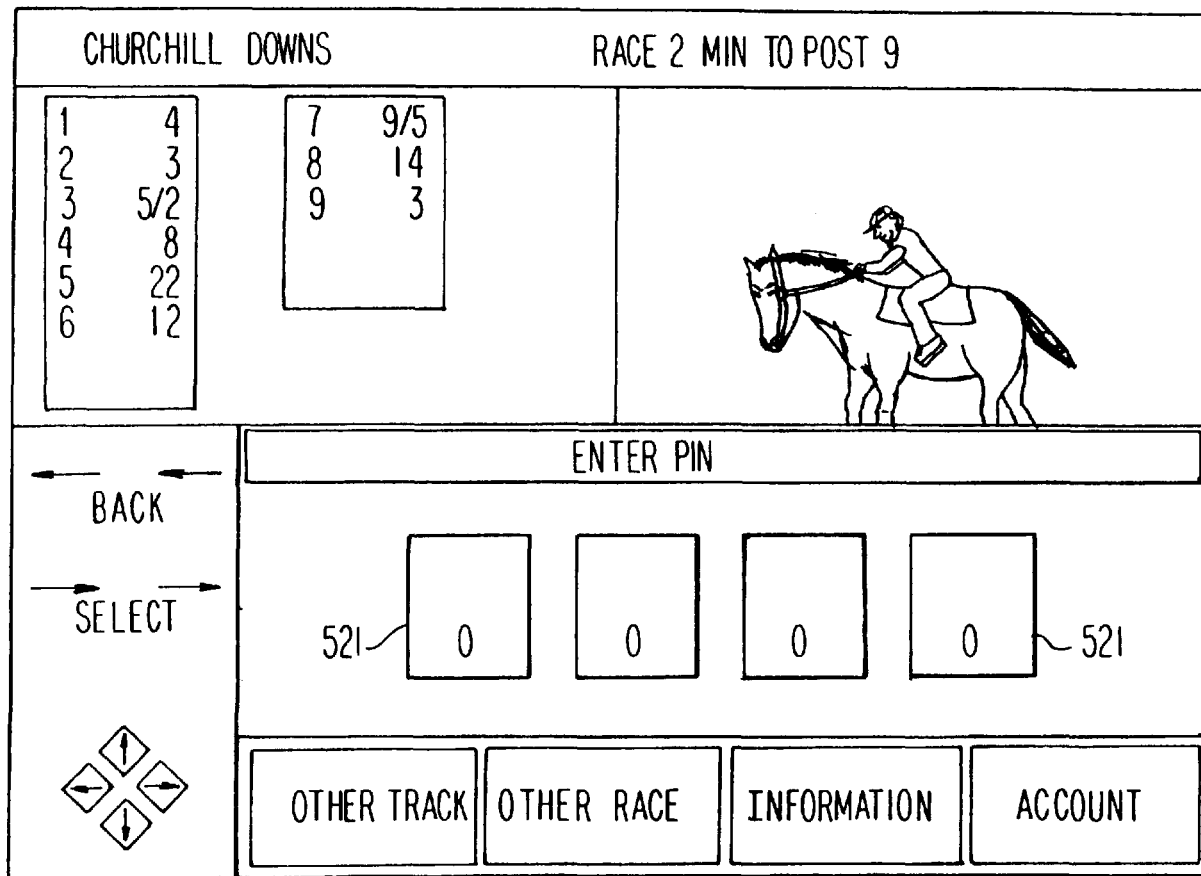 CHURCHILL DOWNS
RACE 2 MIN TO POST 9
1 4
2 3
3 5/2
4 8
5 22
6 12
7 9/5
8 14
9 3
BACK
SELECT
ENTER PIN
521 0 0 0 0 521
OTHER TRACK OTHER RACE INFORMATION ACCOUNT